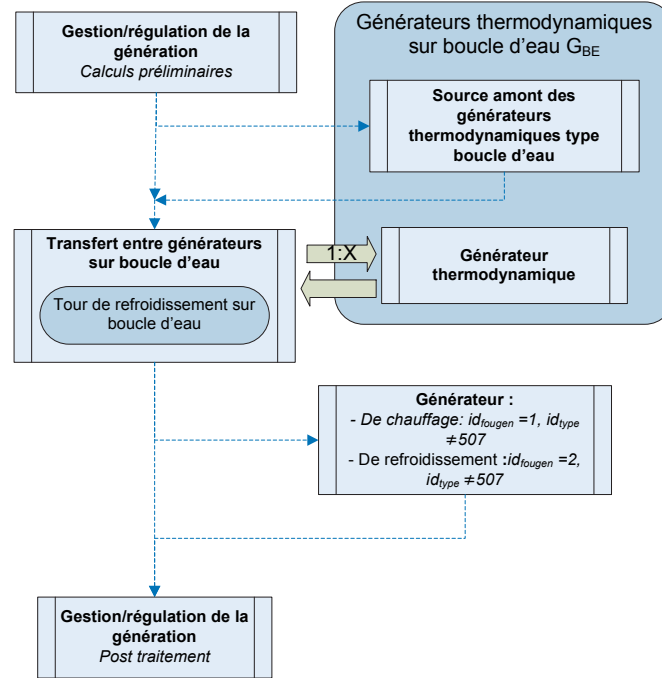 Gestion/régulation de la
génération
Calculs préliminaires
Générateurs thermodynamiques
sur boucle d'eau GBE
Source amont des
générateurs
thermodynamiques type
boucle d'eau
Transfert entre générateurs
sur boucle d'eau
Tour de refroidissement sur
boucle d'eau
1:X
Générateur
thermodynamique
Générateur :
- De chauffage: idfougen =1, idtype
≠507
- De refroidissement :idfougen =2,
idtype ≠507
Gestion/régulation de la
génération
Post traitement